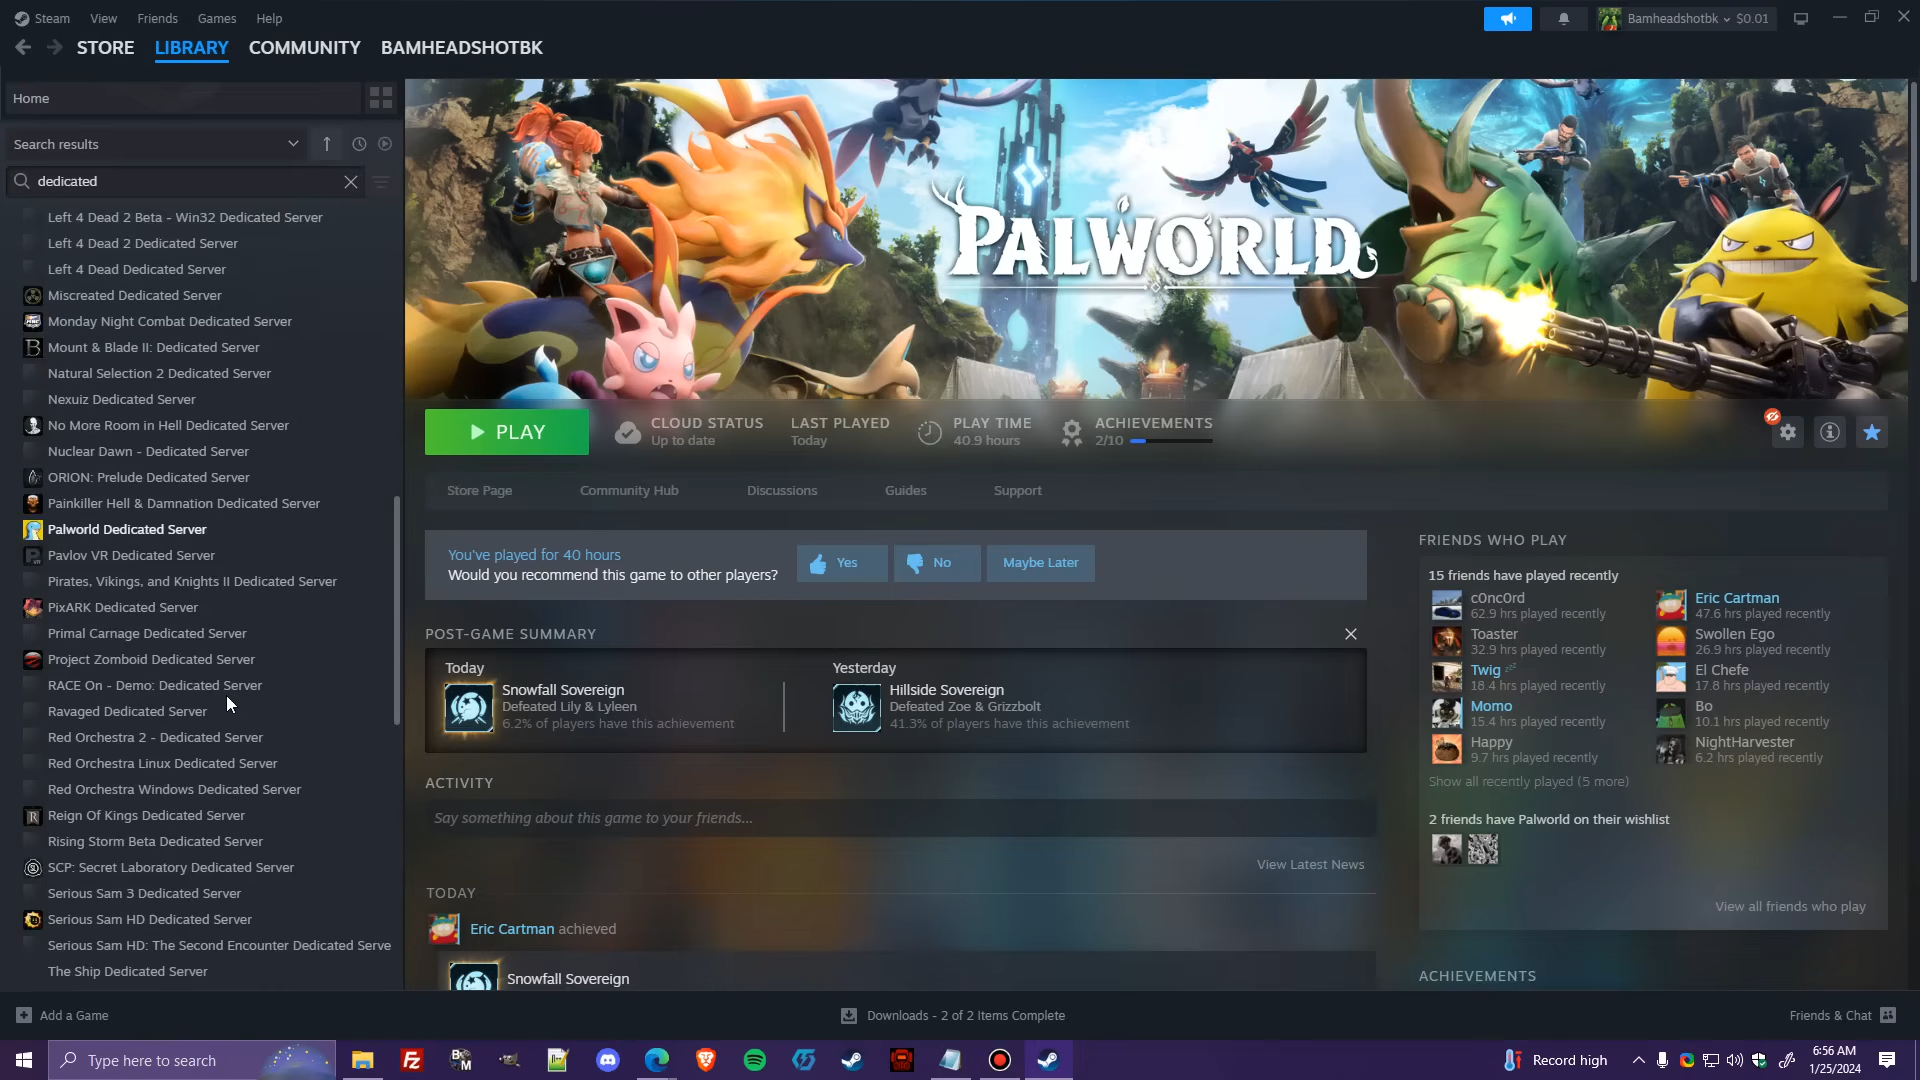 Steam View Friends Games Help
Bamheadshotbk $0.01
STORE LIBRARY COMMUNITY BAMHEADSHOTBK
Home
Search results
dedicated
Left 4 Dead 2 Beta - Win32 Dedicated Server
Left 4 Dead 2 Dedicated Server
Left 4 Dead Dedicated Server
Miscreated Dedicated Server
Monday Night Combat Dedicated Server
Mount & Blade II: Dedicated Server
Natural Selection 2 Dedicated Server
Nexuiz Dedicated Server
No More Room in Hell Dedicated Server
Nuclear Dawn - Dedicated Server
ORION: Prelude Dedicated Server
Painkiller Hell & Damnation Dedicated Server
Palworld Dedicated Server
Pavlov VR Dedicated Server
Pirates, Vikings, and Knights II Dedicated Server
PixARK Dedicated Server
Primal Carnage Dedicated Server
Project Zomboid Dedicated Server
RACE On - Demo: Dedicated Server
Ravaged Dedicated Server
Red Orchestra 2 - Dedicated Server
Red Orchestra Linux Dedicated Server
Red Orchestra Windows Dedicated Server
Reign Of Kings Dedicated Server
Rising Storm Beta Dedicated Server
SCP: Secret Laboratory Dedicated Server
Serious Sam 3 Dedicated Server
Serious Sam HD Dedicated Server
Serious Sam HD: The Second Encounter Dedicated Serve
The Ship Dedicated Server
Add a Game
PALWORLD
PLAY
CLOUD STATUS
Up to date
LAST PLAYED
Today
PLAY TIME
40.9 hours
ACHIEVEMENTS
2/10
Store Page Community Hub Discussions Guides Support
You've played for 40 hours
Would you recommend this game to other players?
Yes No Maybe Later
POST-GAME SUMMARY
Today
Snowfall Sovereign
Defeated Lily & Lyleen
6.2% of players have this achievement
Yesterday
Hillside Sovereign
Defeated Zoe & Grizzbolt
41.3% of players have this achievement
ACTIVITY
Say something about this game to your friends...
View Latest News
TODAY
Eric Cartman achieved
Snowfall Sovereign
FRIENDS WHO PLAY
15 friends have played recently
c0nc0rd
62.9 hrs played recently
Eric Cartman
47.6 hrs played recently
Toaster
32.9 hrs played recently
Swollen Ego
26.9 hrs played recently
Twig zzz
18.4 hrs played recently
El Chefe
17.8 hrs played recently
Momo
15.4 hrs played recently
Bo
10.1 hrs played recently
Happy
9.7 hrs played recently
NightHarvester
6.2 hrs played recently
Show all recently played (5 more)
2 friends have Palworld on their wishlist
View all friends who play
ACHIEVEMENTS
Downloads - 2 of 2 Items Complete
Friends & Chat
Type here to search
Record high
6:56 AM
1/25/2024